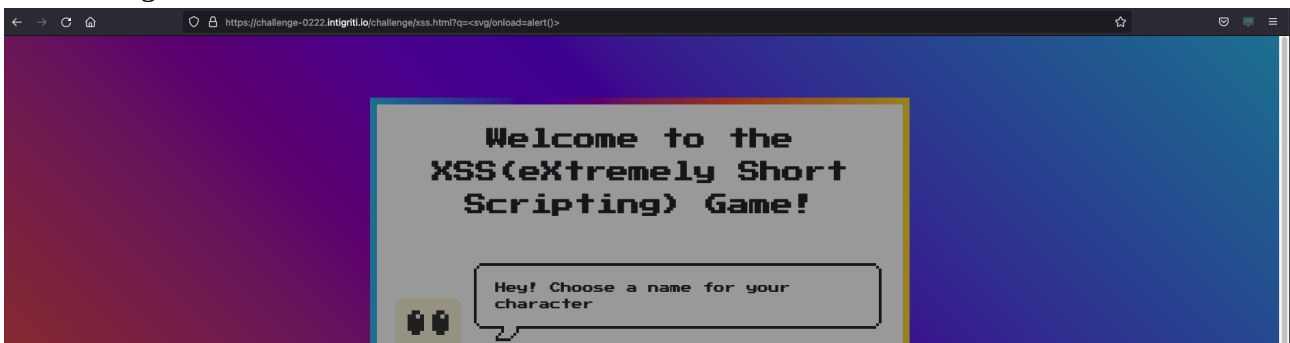 https://challenge-0222.intigriti.io/challenge/xss.html?q=<svg/onload=alert()>
Welcome to the
XSS(eXtremely Short
Scripting) Game!
Hey! Choose a name for your
character